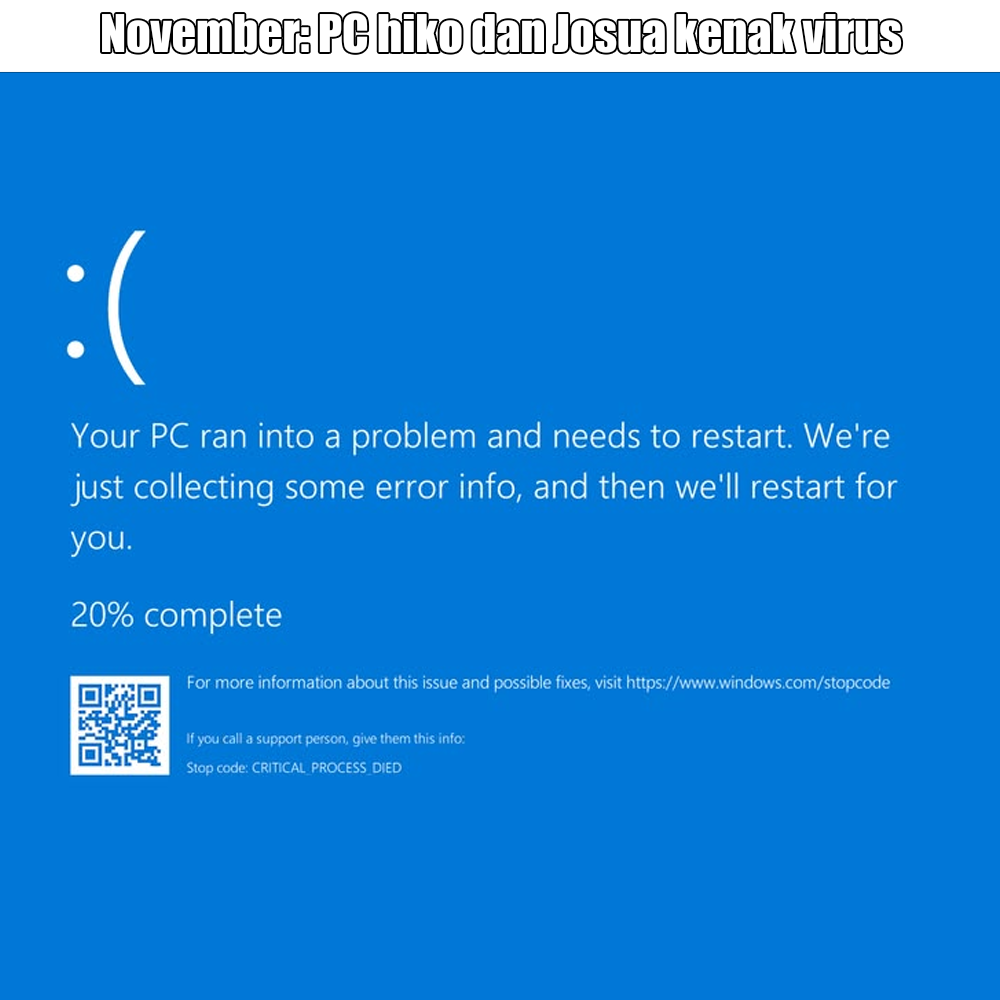 November: PC hiko dan Josua kenak virus
:(
Your PC ran into a problem and needs to restart. We're
just collecting some error info, and then we'll restart for
you.
20% complete
For more information about this issue and possible fixes, visit https://www.windows.com/stopcode
If you call a support person, give them this info:
Stop code: CRITICAL_PROCESS_DIED